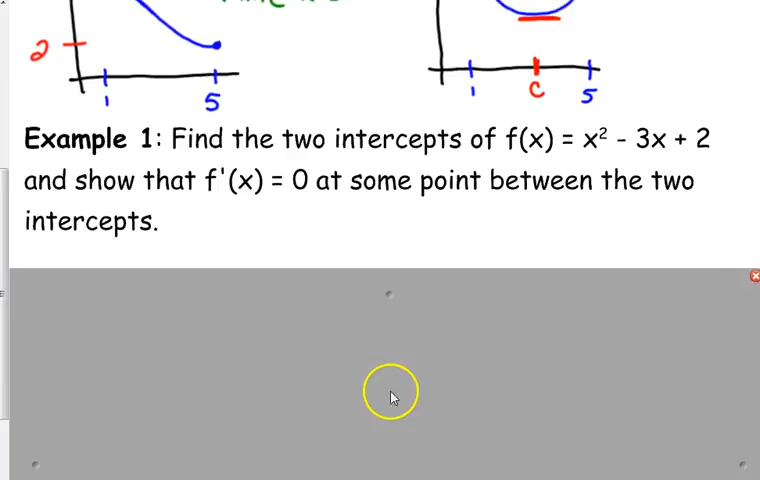 2
1
5
1
C
5
Example 1: Find the two intercepts of f(x) = x² - 3x + 2
and show that f'(x) = 0 at some point between the two
intercepts.